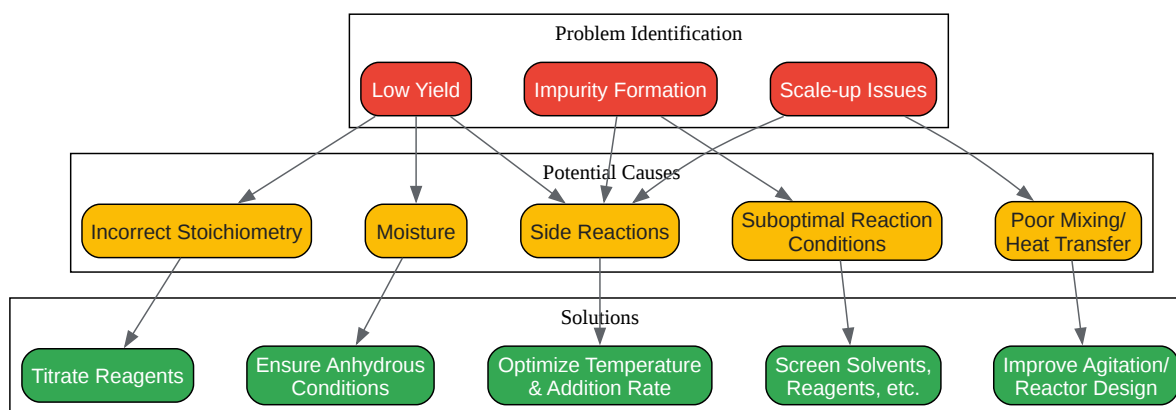 Problem Identification
Low Yield
Impurity Formation
Scale-up Issues
Potential Causes
Incorrect Stoichiometry
Moisture
Side Reactions
Suboptimal Reaction
Conditions
Poor Mixing/
Heat Transfer
Solutions
Titrate Reagents
Ensure Anhydrous
Conditions
Optimize Temperature
& Addition Rate
Screen Solvents,
Reagents, etc.
Improve Agitation/
Reactor Design